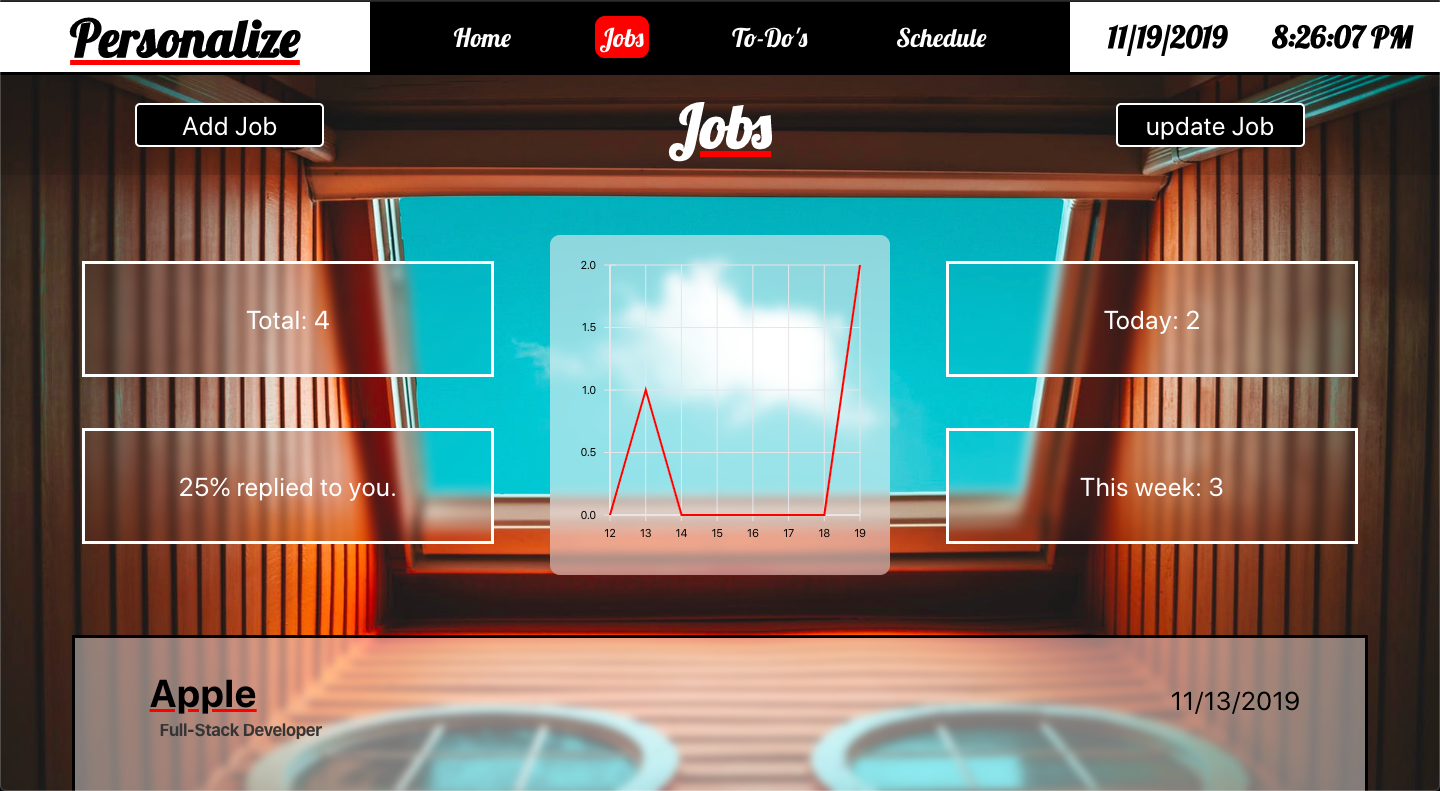 Personalize
Home Jobs To-Do's Schedule
11/19/2019 8:26:07 PM
Add Job
Jobs
update Job
Total: 4
25% replied to you.
2.0
1.5
1.0
0.5
0.0
12 13 14 15 16 17 18 19
Today: 2
This week: 3
Apple
Full-Stack Developer
11/13/2019